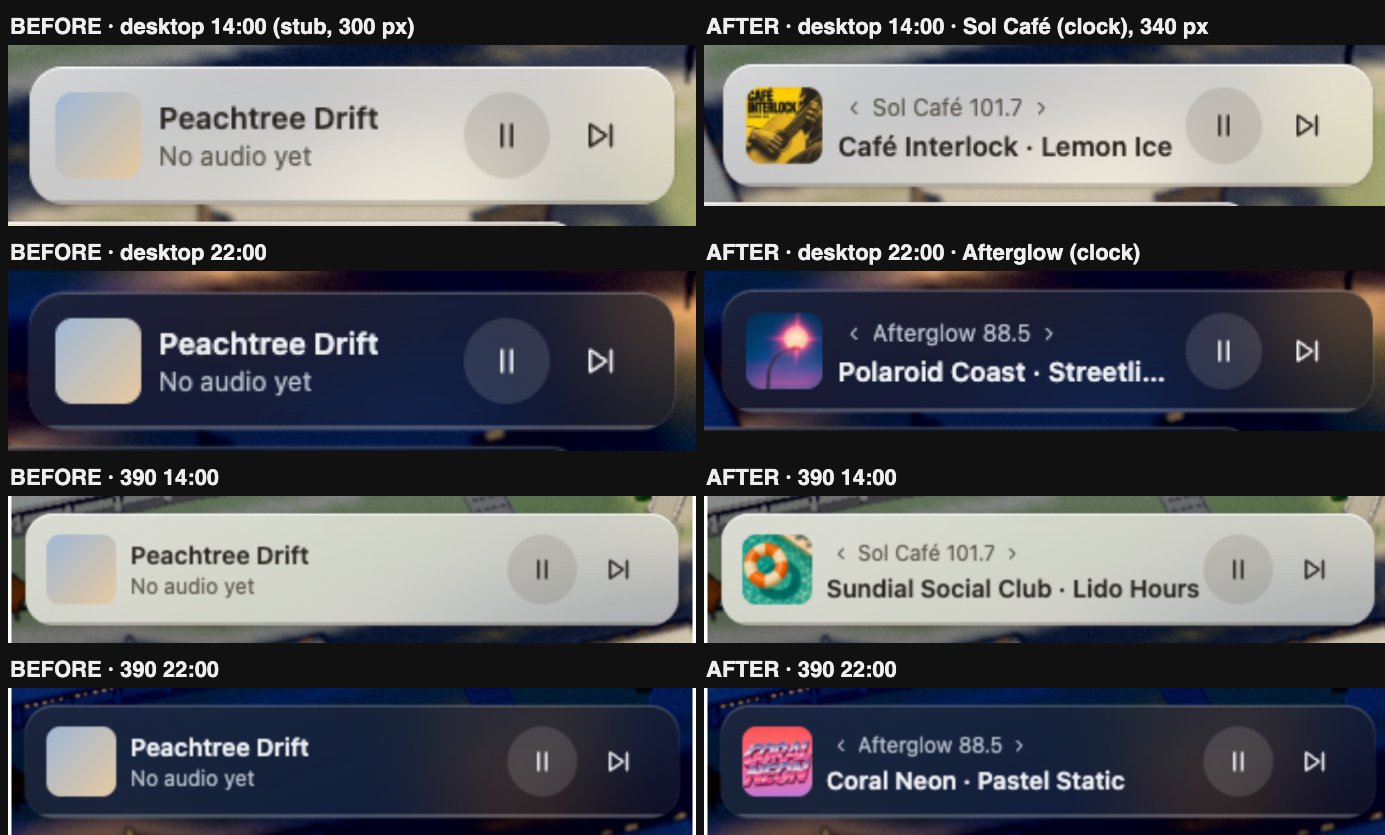 BEFORE · desktop 14:00 (stub, 300 px)
Peachtree Drift
No audio yet
AFTER · desktop 14:00 · Sol Café (clock), 340 px
CAFÉ
INTERLOCK
‹ Sol Café 101.7 ›
Café Interlock · Lemon Ice
BEFORE · desktop 22:00
Peachtree Drift
No audio yet
AFTER · desktop 22:00 · Afterglow (clock)
‹ Afterglow 88.5 ›
Polaroid Coast · Streetli...
BEFORE · 390 14:00
Peachtree Drift
No audio yet
AFTER · 390 14:00
‹ Sol Café 101.7 ›
Sundial Social Club · Lido Hours
BEFORE · 390 22:00
Peachtree Drift
No audio yet
AFTER · 390 22:00
CORAL
NEON
‹ Afterglow 88.5 ›
Coral Neon · Pastel Static